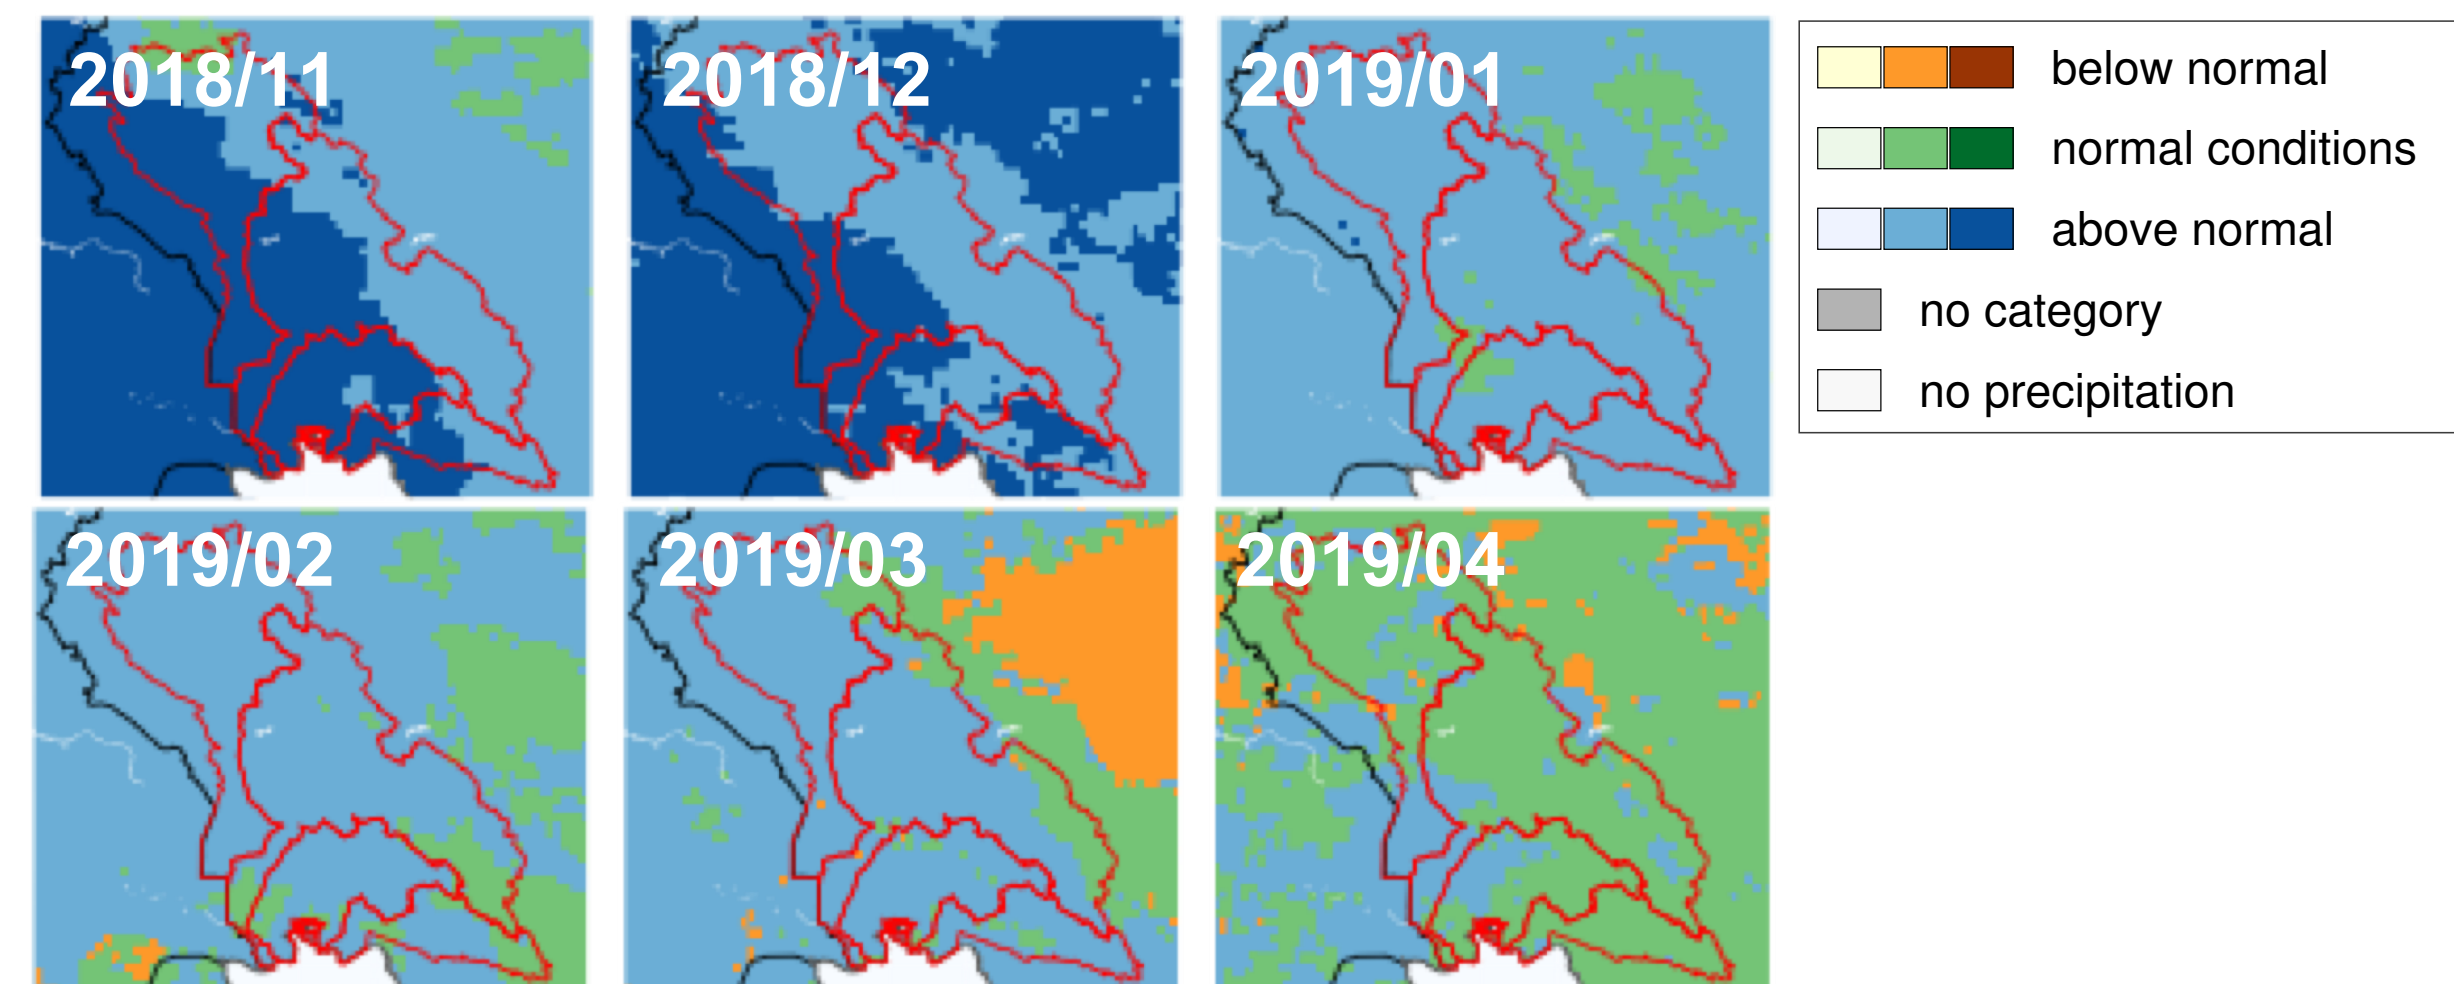 2018/11
2018/12
2019/01
below normal
normal conditions
above normal
no category
no precipitation
2019/02
2019/03
2019/04